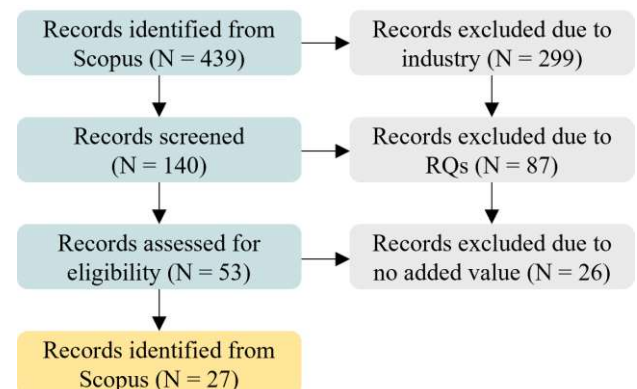 Records identified from
Scopus (N = 439)
Records excluded due to
industry (N = 299)
Records screened
(N = 140)
Records excluded due to
RQs (N = 87)
Records assessed for
eligibility (N = 53)
Records excluded due to
no added value (N = 26)
Records identified from
Scopus (N = 27)